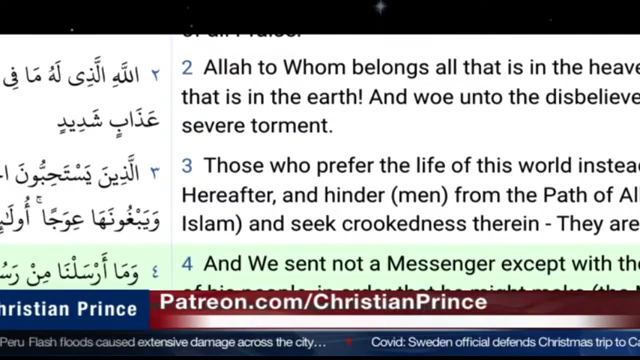 of all Praise.
٢ اللَّهِ الَّذِى لَهُ مَا فِى
عَذَابٍ شَدِيدٍ
2 Allah to Whom belongs all that is in the heave
that is in the earth! And woe unto the disbelieve
severe torment.
٣ الَّذِينَ يَسْتَحِبُّونَ
وَيَبْغُونَهَا عِوَجًا ۚ
3 Those who prefer the life of this world instea
Hereafter, and hinder (men) from the Path of Al
Islam) and seek crookedness therein - They are
٤ وَمَا أَرْسَلْنَا مِنْ
4 And We sent not a Messenger except with the
of his people, in order that he might make (the
hristian Prince
Patreon.com/ChristianPrince
Peru Flash floods caused extensive damage across the city…
Covid: Sweden official defends Christmas trip to C